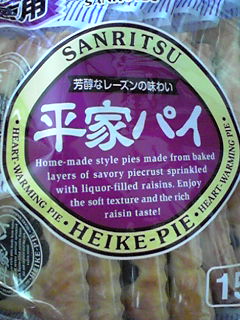 用
SANRITSU
芳醇なレーズンの味わい
平家パイ
Home-made style pies made from baked
layers of savory piecrust sprinkled
with liquor-filled raisins. Enjoy
the soft texture and the rich
raisin taste!
HEART-WARMING PIE
HEIKE-PIE
HEART-WARMING PIE
15